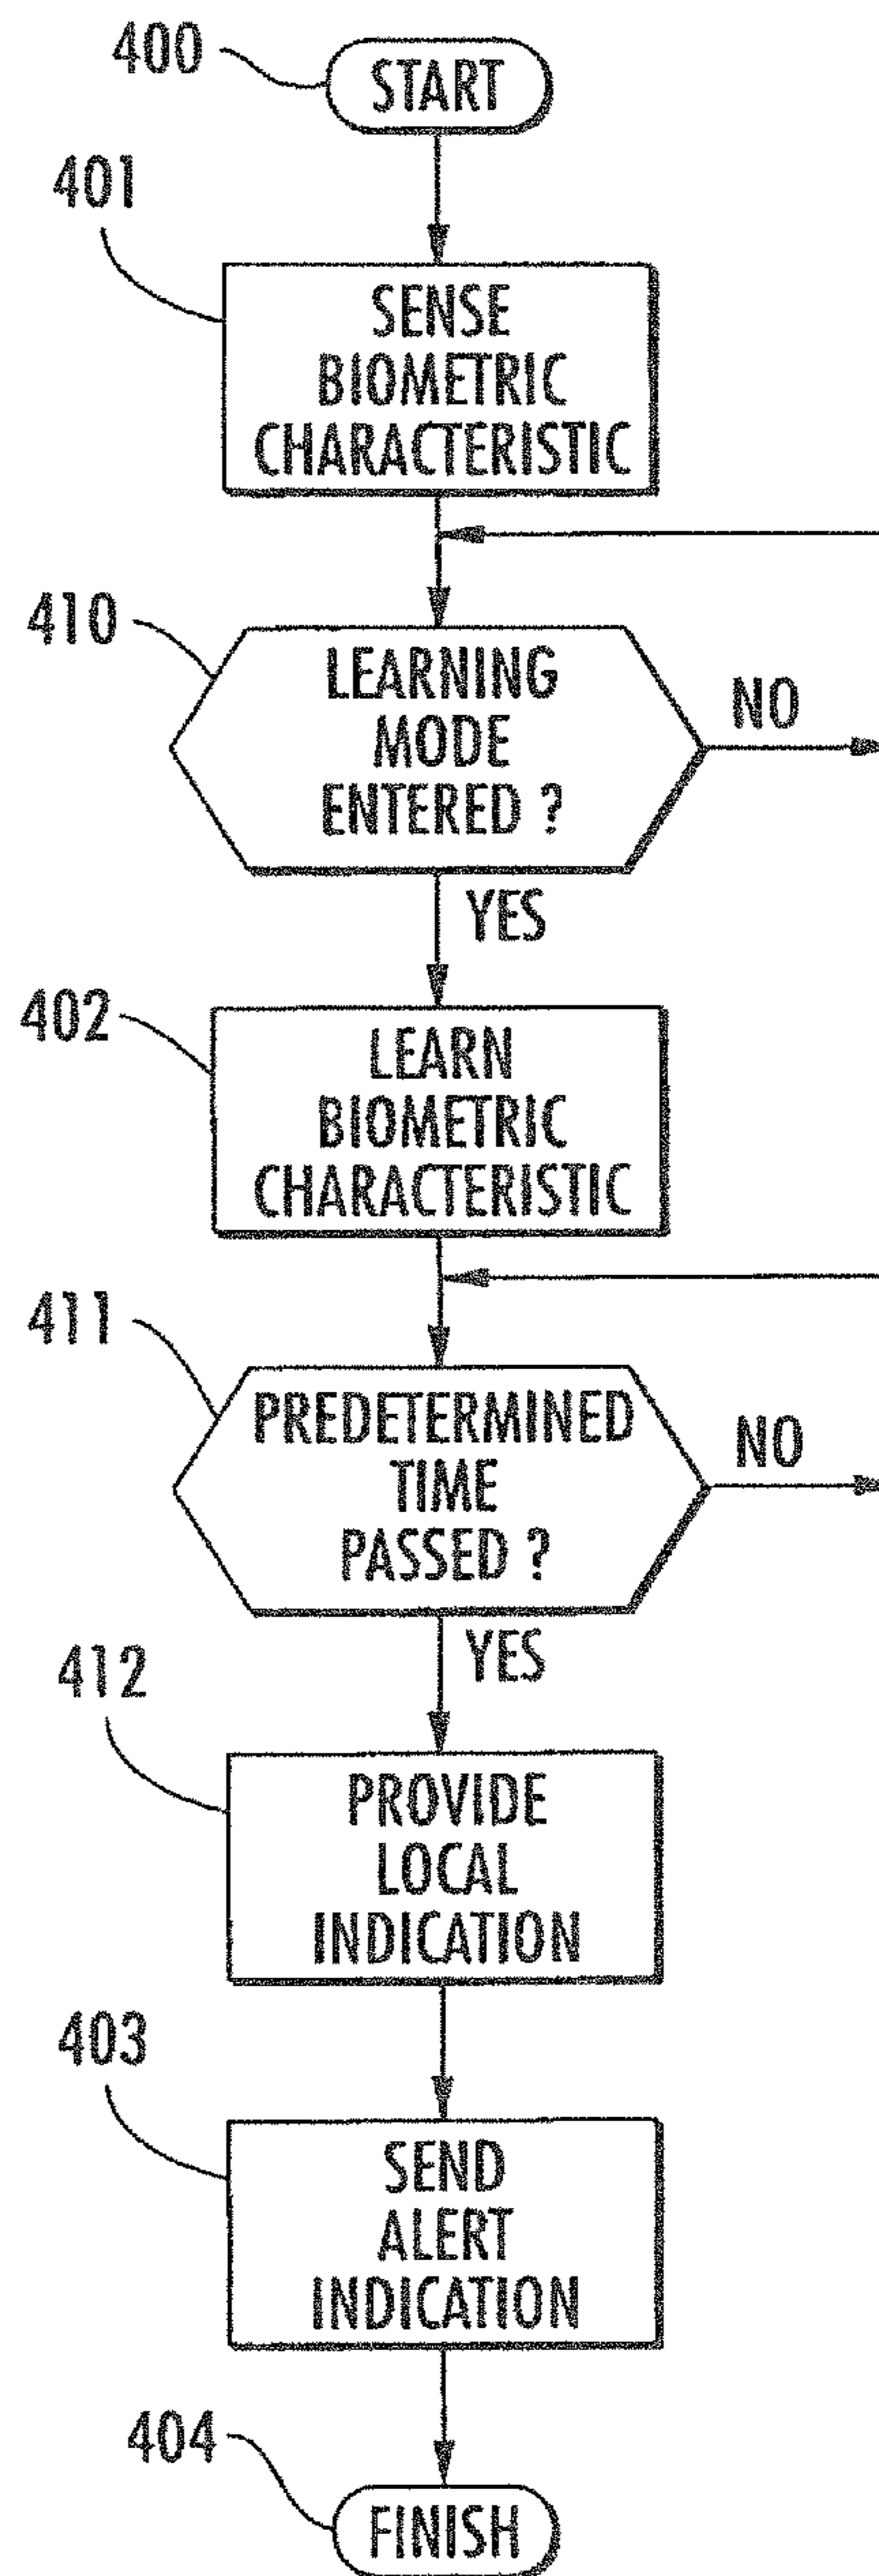 400
START
401
SENSE
BIOMETRIC
CHARACTERISTIC
410
LEARNING
MODE
ENTERED ?
NO
YES
402
LEARN
BIOMETRIC
CHARACTERISTIC
411
PREDETERMINED
TIME
PASSED ?
NO
YES
412
PROVIDE
LOCAL
INDICATION
403
SEND
ALERT
INDICATION
404
FINISH